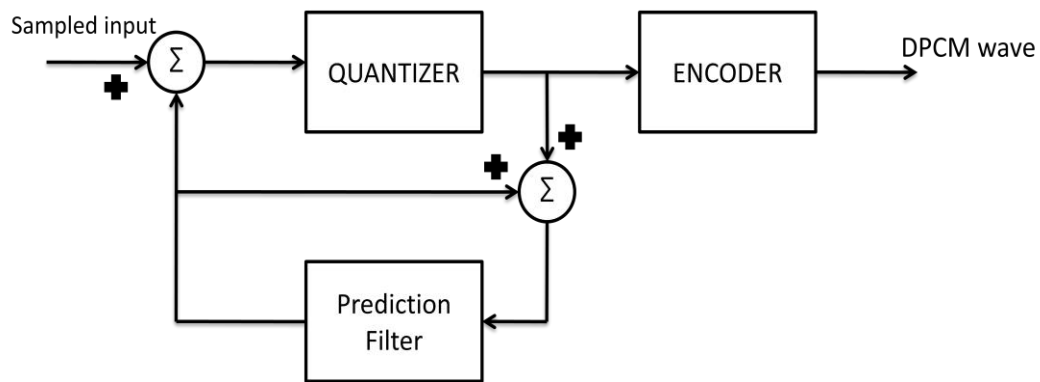 Sampled input
Σ
QUANTIZER
ENCODER
DPCM wave
Σ
Prediction
Filter